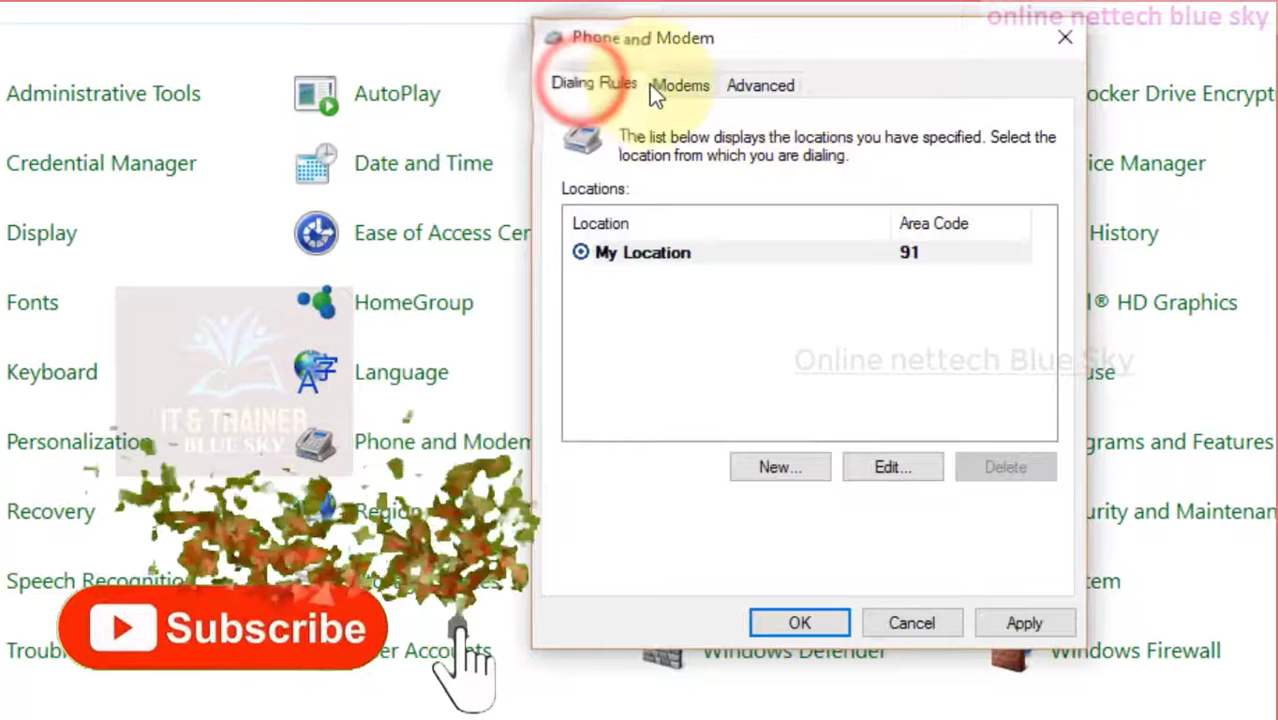 online nettech blue sky
Phone and Modem
Dialing Rules
Modems
Advanced
Administrative Tools
AutoPlay
ocker Drive Encrypti
The list below displays the locations you have specified. Select the
location from which you are dialing.
Credential Manager
Date and Time
ice Manager
Locations:
Location
Area Code
Display
Ease of Access Cer
History
My Location
91
Fonts
HomeGroup
® HD Graphics
Online nettech Blue Sky
Keyboard
Language
use
IT & TRAINER
BLUE SKY
Personalization
Phone and Modem
grams and Features
New...
Edit...
Delete
Recovery
Region
urity and Maintenan
Speech Recognitio
tem
Subscribe
OK
Cancel
Apply
Troubl
er Accounts
Windows Defender
Windows Firewall